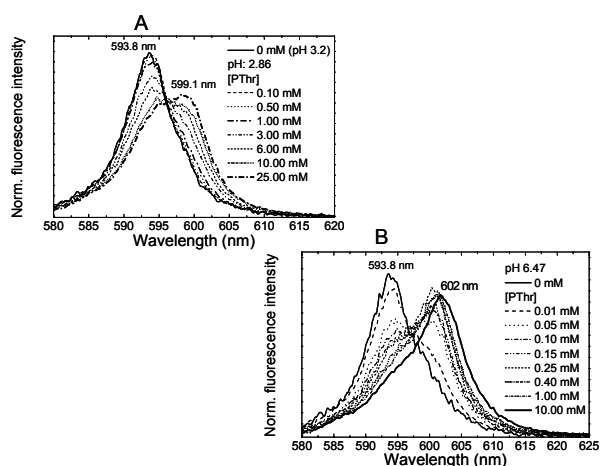 A
593.8 nm
599.1 nm
0 mM (pH 3.2)
pH: 2.86
[PThr]
0.10 mM
0.50 mM
1.00 mM
3.00 mM
6.00 mM
10.00 mM
25.00 mM
Norm. fluorescence intensity
580 585 590 595 600 605 610 615 620
Wavelength (nm)
B
593.8 nm
602 nm
pH 6.47
0 mM
[PThr]
0.01 mM
0.05 mM
0.10 mM
0.15 mM
0.25 mM
0.40 mM
1.00 mM
10.00 mM
Norm. fluorescence intensity
580 585 590 595 600 605 610 615 620 625
Wavelength (nm)